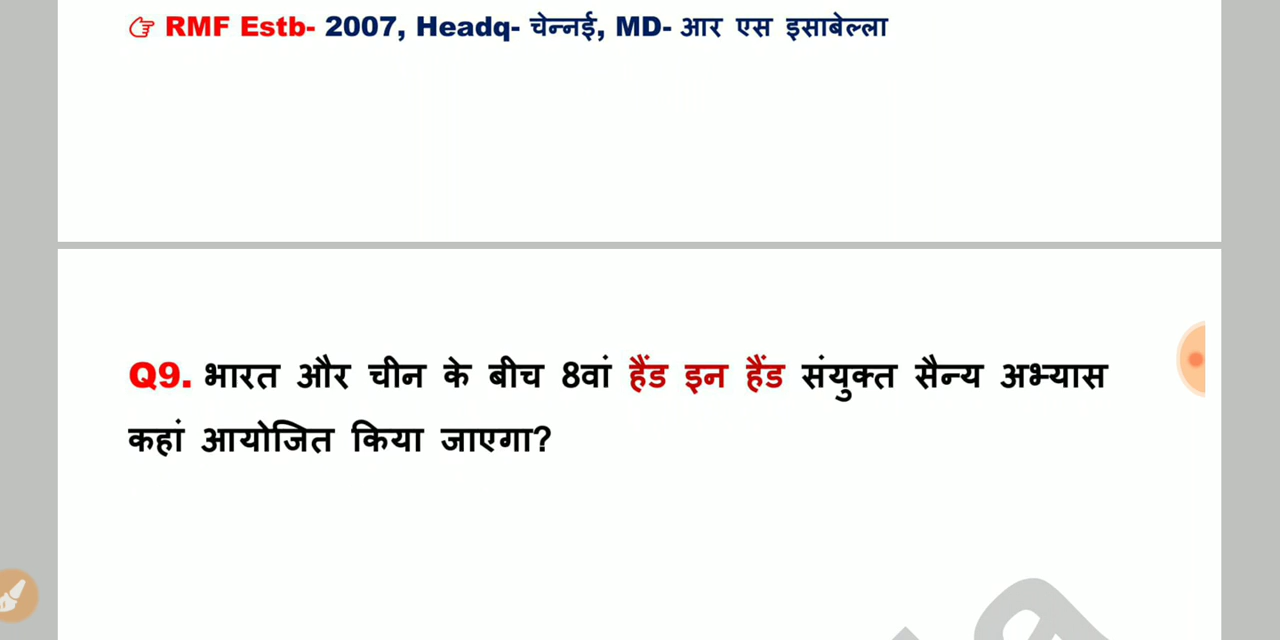 ☞ RMF Estb- 2007, Headq- चेन्नई, MD- आर एस इसाबेल्ला
Q9. भारत और चीन के बीच 8वां हैंड इन हैंड संयुक्त सैन्य अभ्यास
कहां आयोजित किया जाएगा?